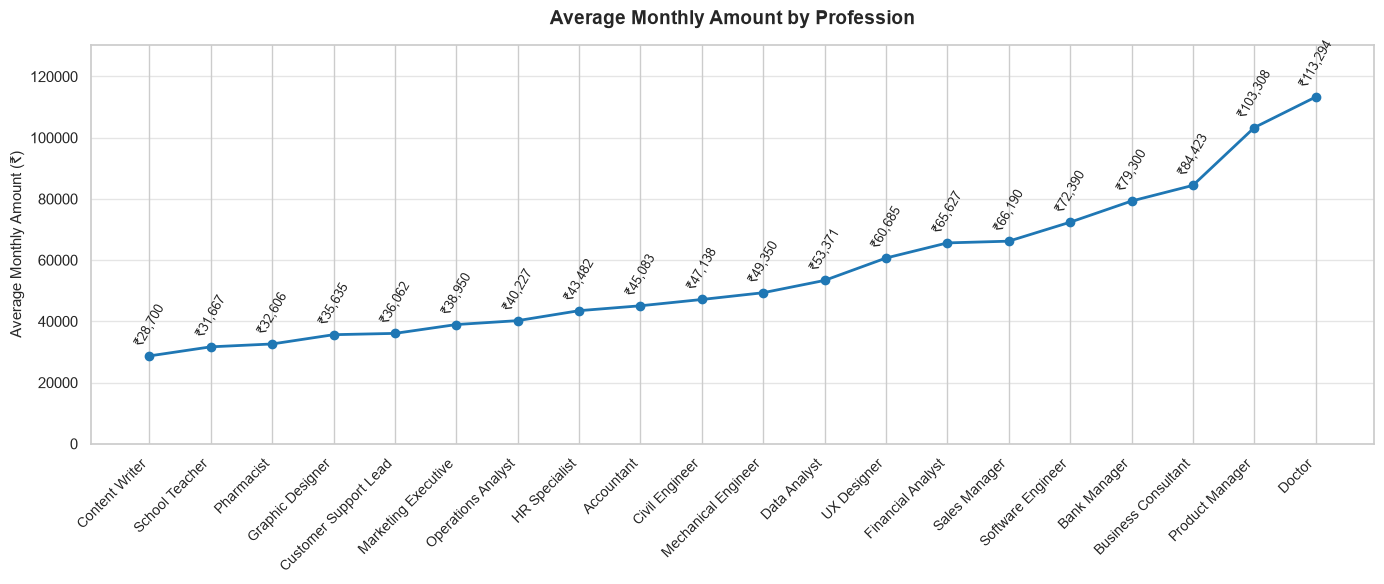 Average Monthly Amount by Profession
Average Monthly Amount (₹)
120000
100000
80000
60000
40000
20000
0
₹28,700
₹31,667
₹32,606
₹35,635
₹36,062
₹38,950
₹40,227
₹43,482
₹45,083
₹47,138
₹49,350
₹53,371
₹60,685
₹65,627
₹66,190
₹72,390
₹79,300
₹84,423
₹103,308
₹113,294
Content Writer
School Teacher
Pharmacist
Graphic Designer
Customer Support Lead
Marketing Executive
Operations Analyst
HR Specialist
Accountant
Civil Engineer
Mechanical Engineer
Data Analyst
UX Designer
Financial Analyst
Sales Manager
Software Engineer
Bank Manager
Business Consultant
Product Manager
Doctor